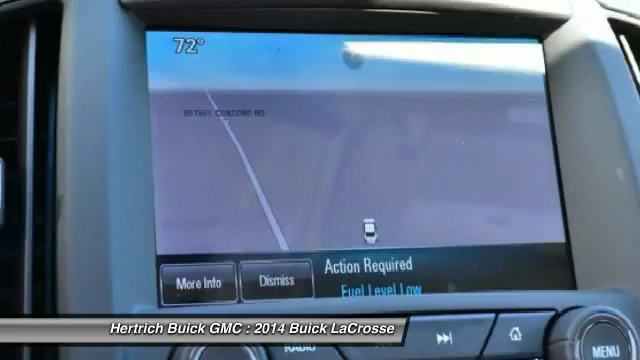 72°
BETHEL CONCORD RD
Action Required
More Info
Dismiss
Fuel Level Low
Hertrich Buick GMC : 2014 Buick LaCrosse
RADIO
MENU